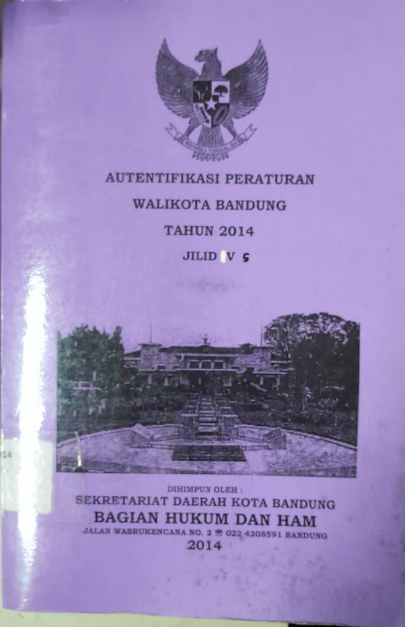 AUTENTIFIKASI PERATURAN
WALIKOTA BANDUNG
TAHUN 2014
JILID V 5
DIHIMPUN OLEH :
SEKRETARIAT DAERAH KOTA BANDUNG
BAGIAN HUKUM DAN HAM
JALAN WASRUKENCANA NO. 2 ☎ 022 4208591 BANDUNG
2014